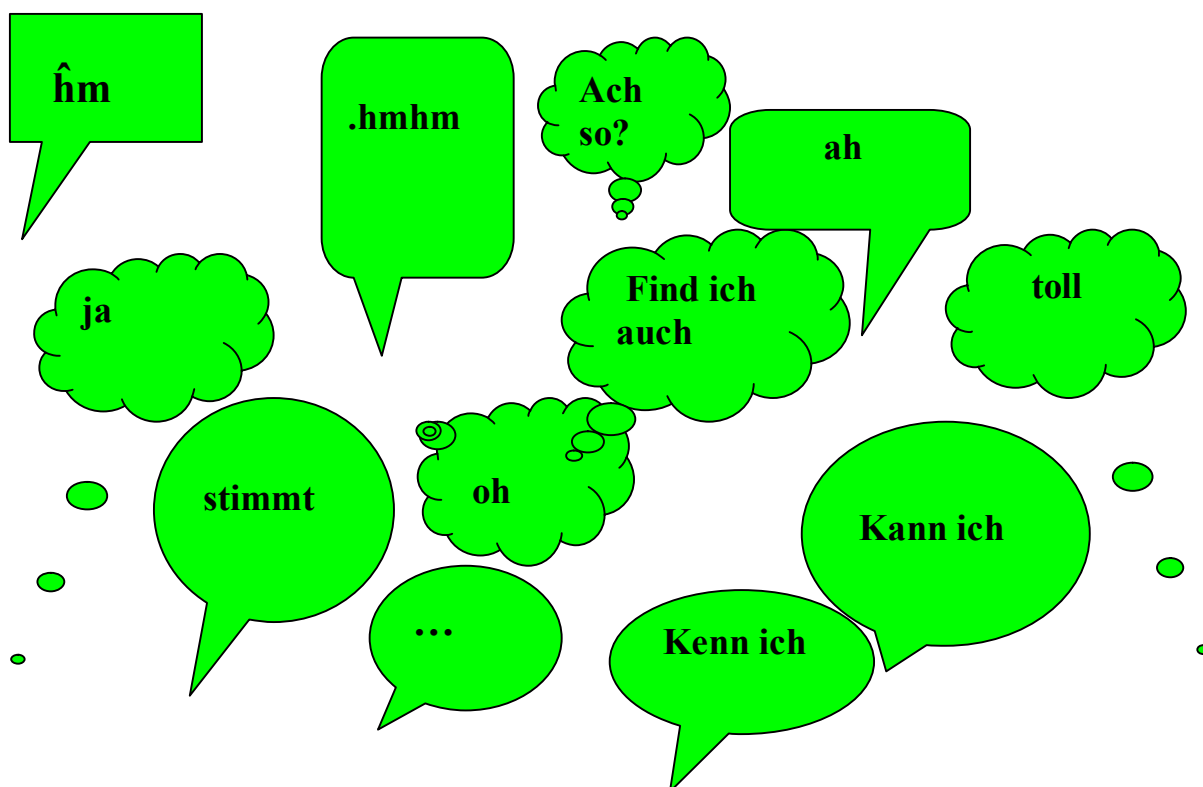 ĥm
.hmhm
Ach
so?
ah
ja
Find ich
auch
toll
stimmt
oh
Kann ich
...
Kenn ich